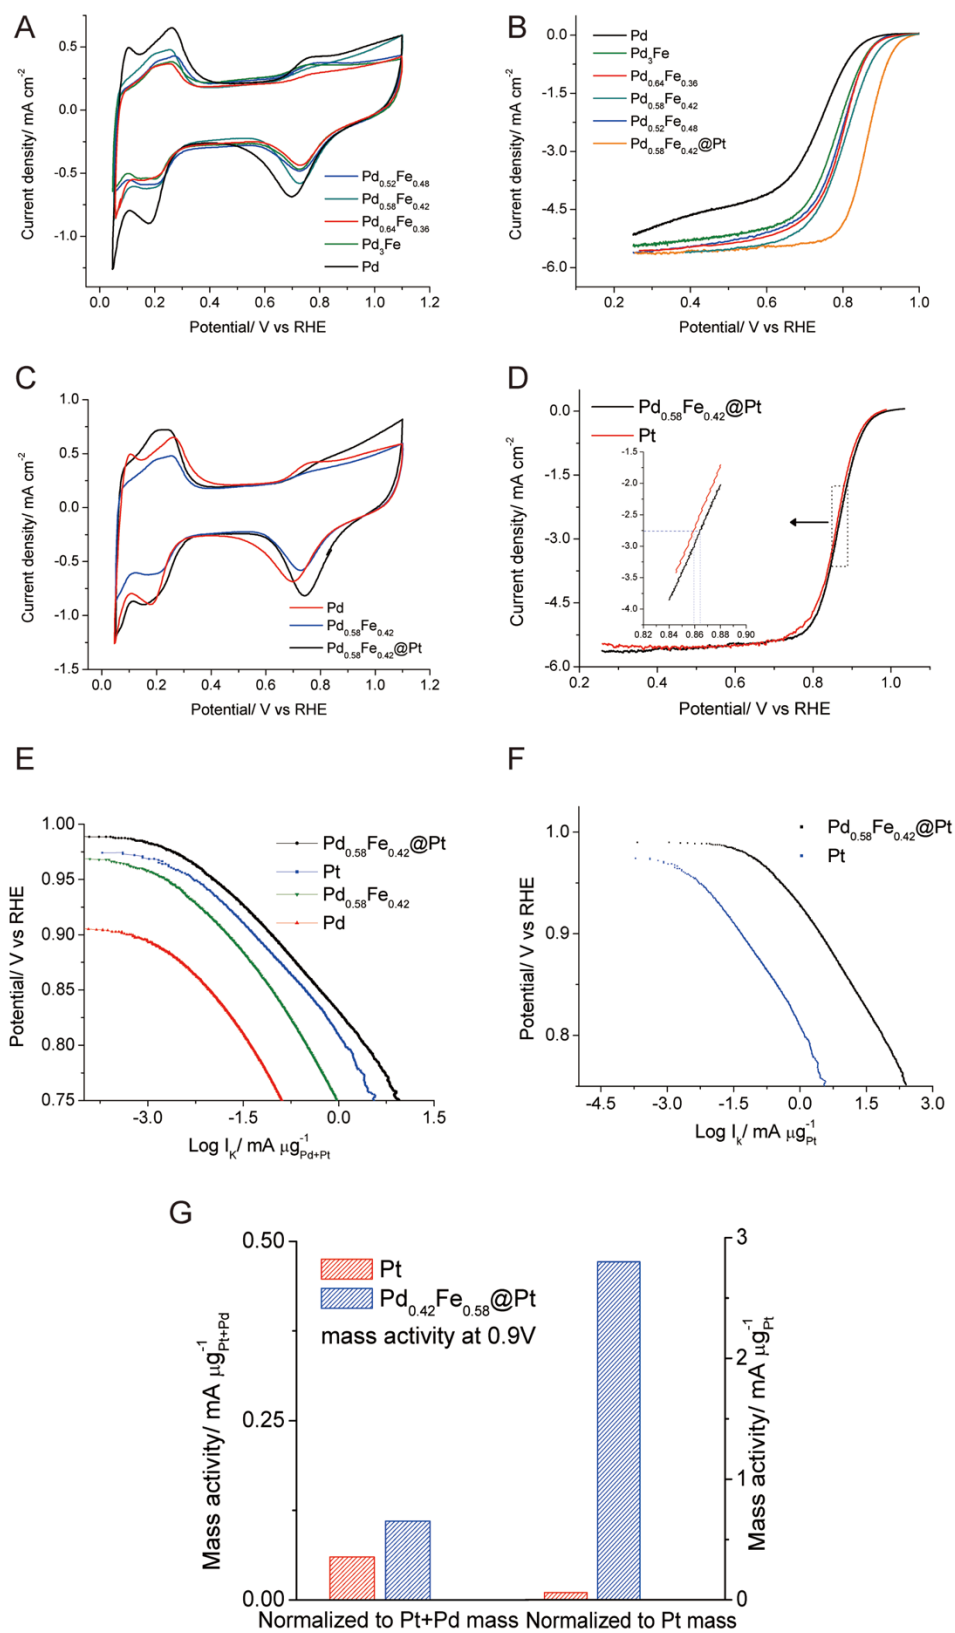 A
0.5
0.0
-0.5
-1.0
Current density/ mA cm⁻²
0.0 0.2 0.4 0.6 0.8 1.0 1.2
Potential/ V vs RHE
Pd₀.₅₂Fe₀.₄₈
Pd₀.₅₈Fe₀.₄₂
Pd₀.₆₄Fe₀.₃₆
Pd₃Fe
Pd
B
0.0
-1.5
-3.0
-4.5
-6.0
Current density/ mA cm⁻²
0.2 0.4 0.6 0.8 1.0
Potential/ V vs RHE
Pd
Pd₃Fe
Pd₀.₆₄Fe₀.₃₆
Pd₀.₅₈Fe₀.₄₂
Pd₀.₅₂Fe₀.₄₈
Pd₀.₅₈Fe₀.₄₂@Pt
C
1.0
0.5
0.0
-0.5
-1.0
-1.5
Current density/ mA cm⁻²
0.0 0.2 0.4 0.6 0.8 1.0 1.2
Potential/ V vs RHE
Pd
Pd₀.₅₈Fe₀.₄₂
Pd₀.₅₈Fe₀.₄₂@Pt
D
0.0
-1.5
-3.0
-4.5
-6.0
Current density/ mA cm⁻²
0.2 0.4 0.6 0.8 1.0
Potential/ V vs RHE
Pd₀.₅₈Fe₀.₄₂@Pt
Pt
-1.5
-2.0
-2.5
-3.0
-3.5
-4.0
0.82 0.84 0.86 0.88 0.90
E
1.00
0.95
0.90
0.85
0.80
0.75
Potential/ V vs RHE
-3.0 -1.5 0.0 1.5
Log I_K/ mA μg⁻¹_Pd+Pt
Pd₀.₅₈Fe₀.₄₂@Pt
Pt
Pd₀.₅₈Fe₀.₄₂
Pd
F
1.0
0.9
0.8
Potential/ V vs RHE
-4.5 -3.0 -1.5 0.0 1.5 3.0
Log I_k/ mA μg⁻¹_Pt
Pd₀.₅₈Fe₀.₄₂@Pt
Pt
G
0.50
0.25
0.00
Mass activity/ mA μg⁻¹_Pt+Pd
Pt
Pd₀.₄₂Fe₀.₅₈@Pt
mass activity at 0.9V
3
2
1
0
Mass activity/ mA μg⁻¹_Pt
Normalized to Pt+Pd mass Normalized to Pt mass